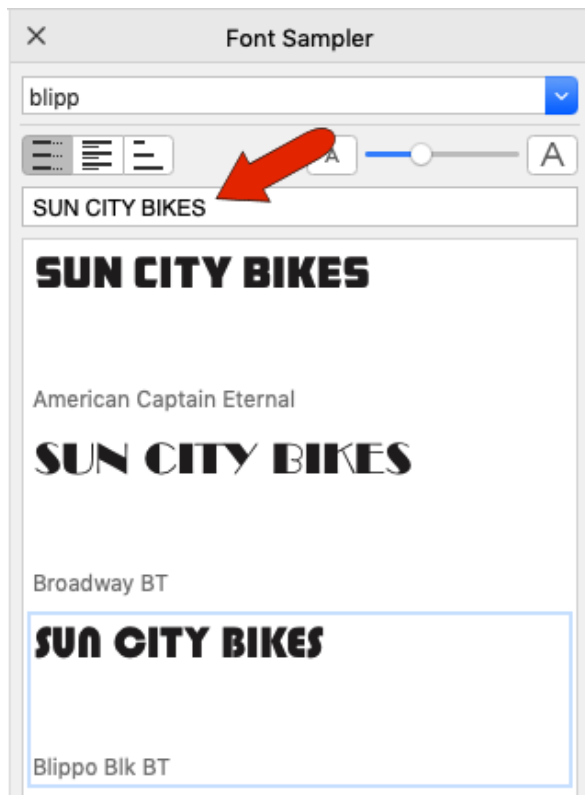 Font Sampler
blipp
A A
SUN CITY BIKES
SUN CITY BIKES
American Captain Eternal
SUN CITY BIKES
Broadway BT
SUN CITY BIKES
Blippo Blk BT